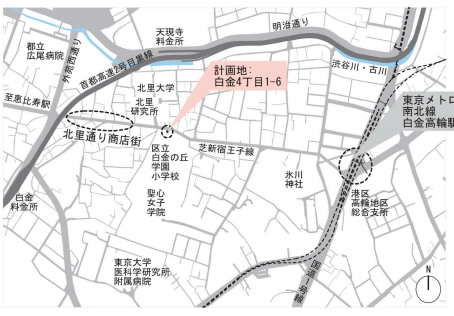 天現寺
料金所
明治通り
都立
広尾病院
外苑西通り
首都高速2号目黒線
渋谷川・古川
計画地：
白金4丁目1-6
北里大学
北里
研究所
至恵比寿駅
東京メトロ
南北線
白金高輪駅
北里通り商店街
区立
白金の丘
学園
小学校
芝新宿王子線
氷川
神社
聖心
女子
学院
白金
料金所
港区
高輪地区
総合支所
東京大学
医科学研究所
附属病院
国道1号線
N